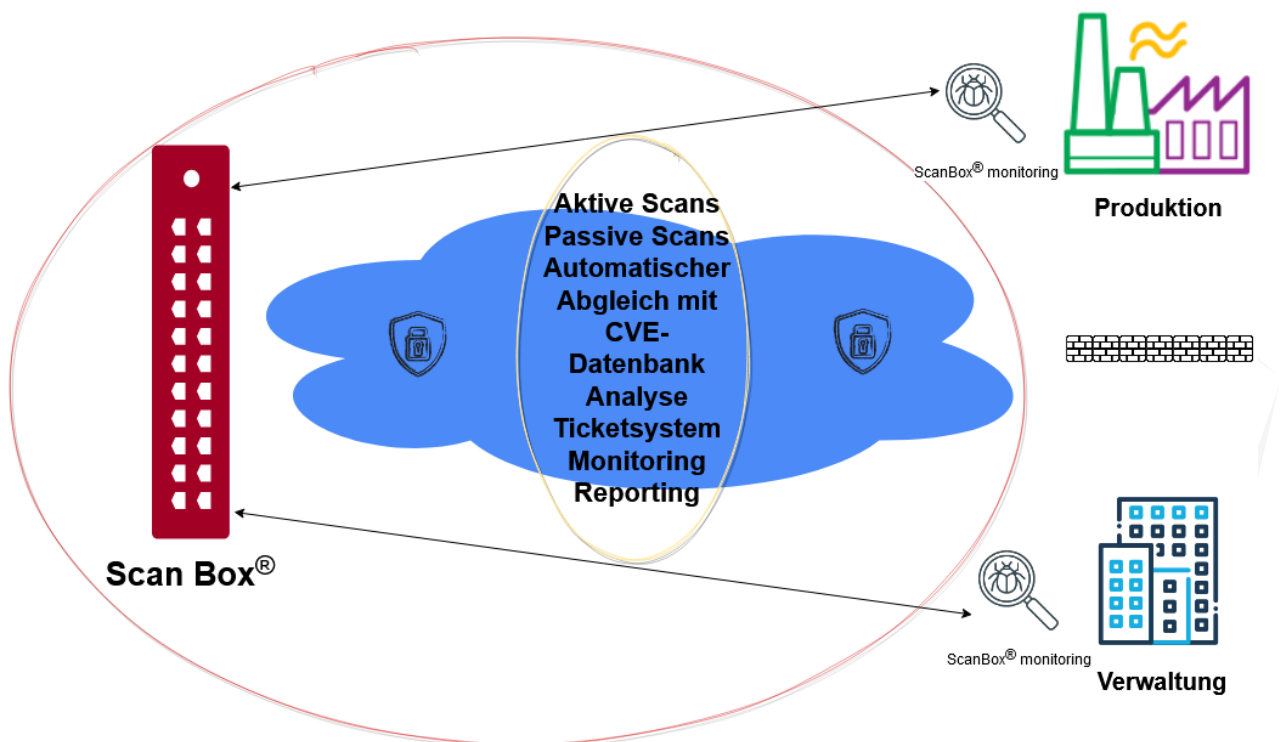 ScanBox® monitoring
Produktion
Aktive Scans
Passive Scans
Automatischer
Abgleich mit
CVE-
Datenbank
Analyse
Ticketsystem
Monitoring
Reporting
Scan Box®
ScanBox® monitoring
Verwaltung